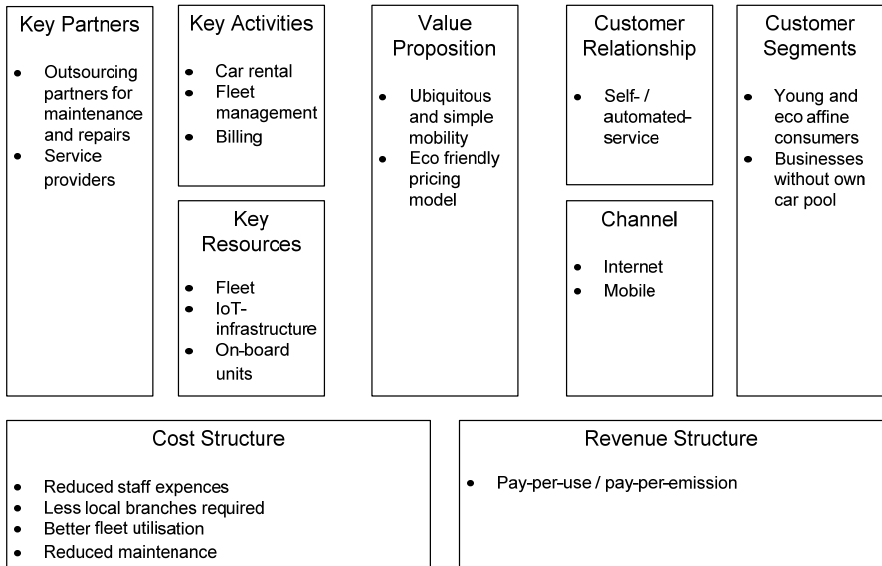 Key Partners
• Outsourcing
partners for
maintenance
and repairs
• Service
providers
Key Activities
• Car rental
• Fleet
management
• Billing
Key
Resources
• Fleet
• IoT-
infrastructure
• On-board
units
Value
Proposition
• Ubiquitous
and simple
mobility
• Eco friendly
pricing
model
Customer
Relationship
• Self- /
automated-
service
Channel
• Internet
• Mobile
Customer
Segments
• Young and
eco affine
consumers
• Businesses
without own
car pool
Cost Structure
• Reduced staff expences
• Less local branches required
• Better fleet utilisation
• Reduced maintenance
Revenue Structure
• Pay-per-use / pay-per-emission